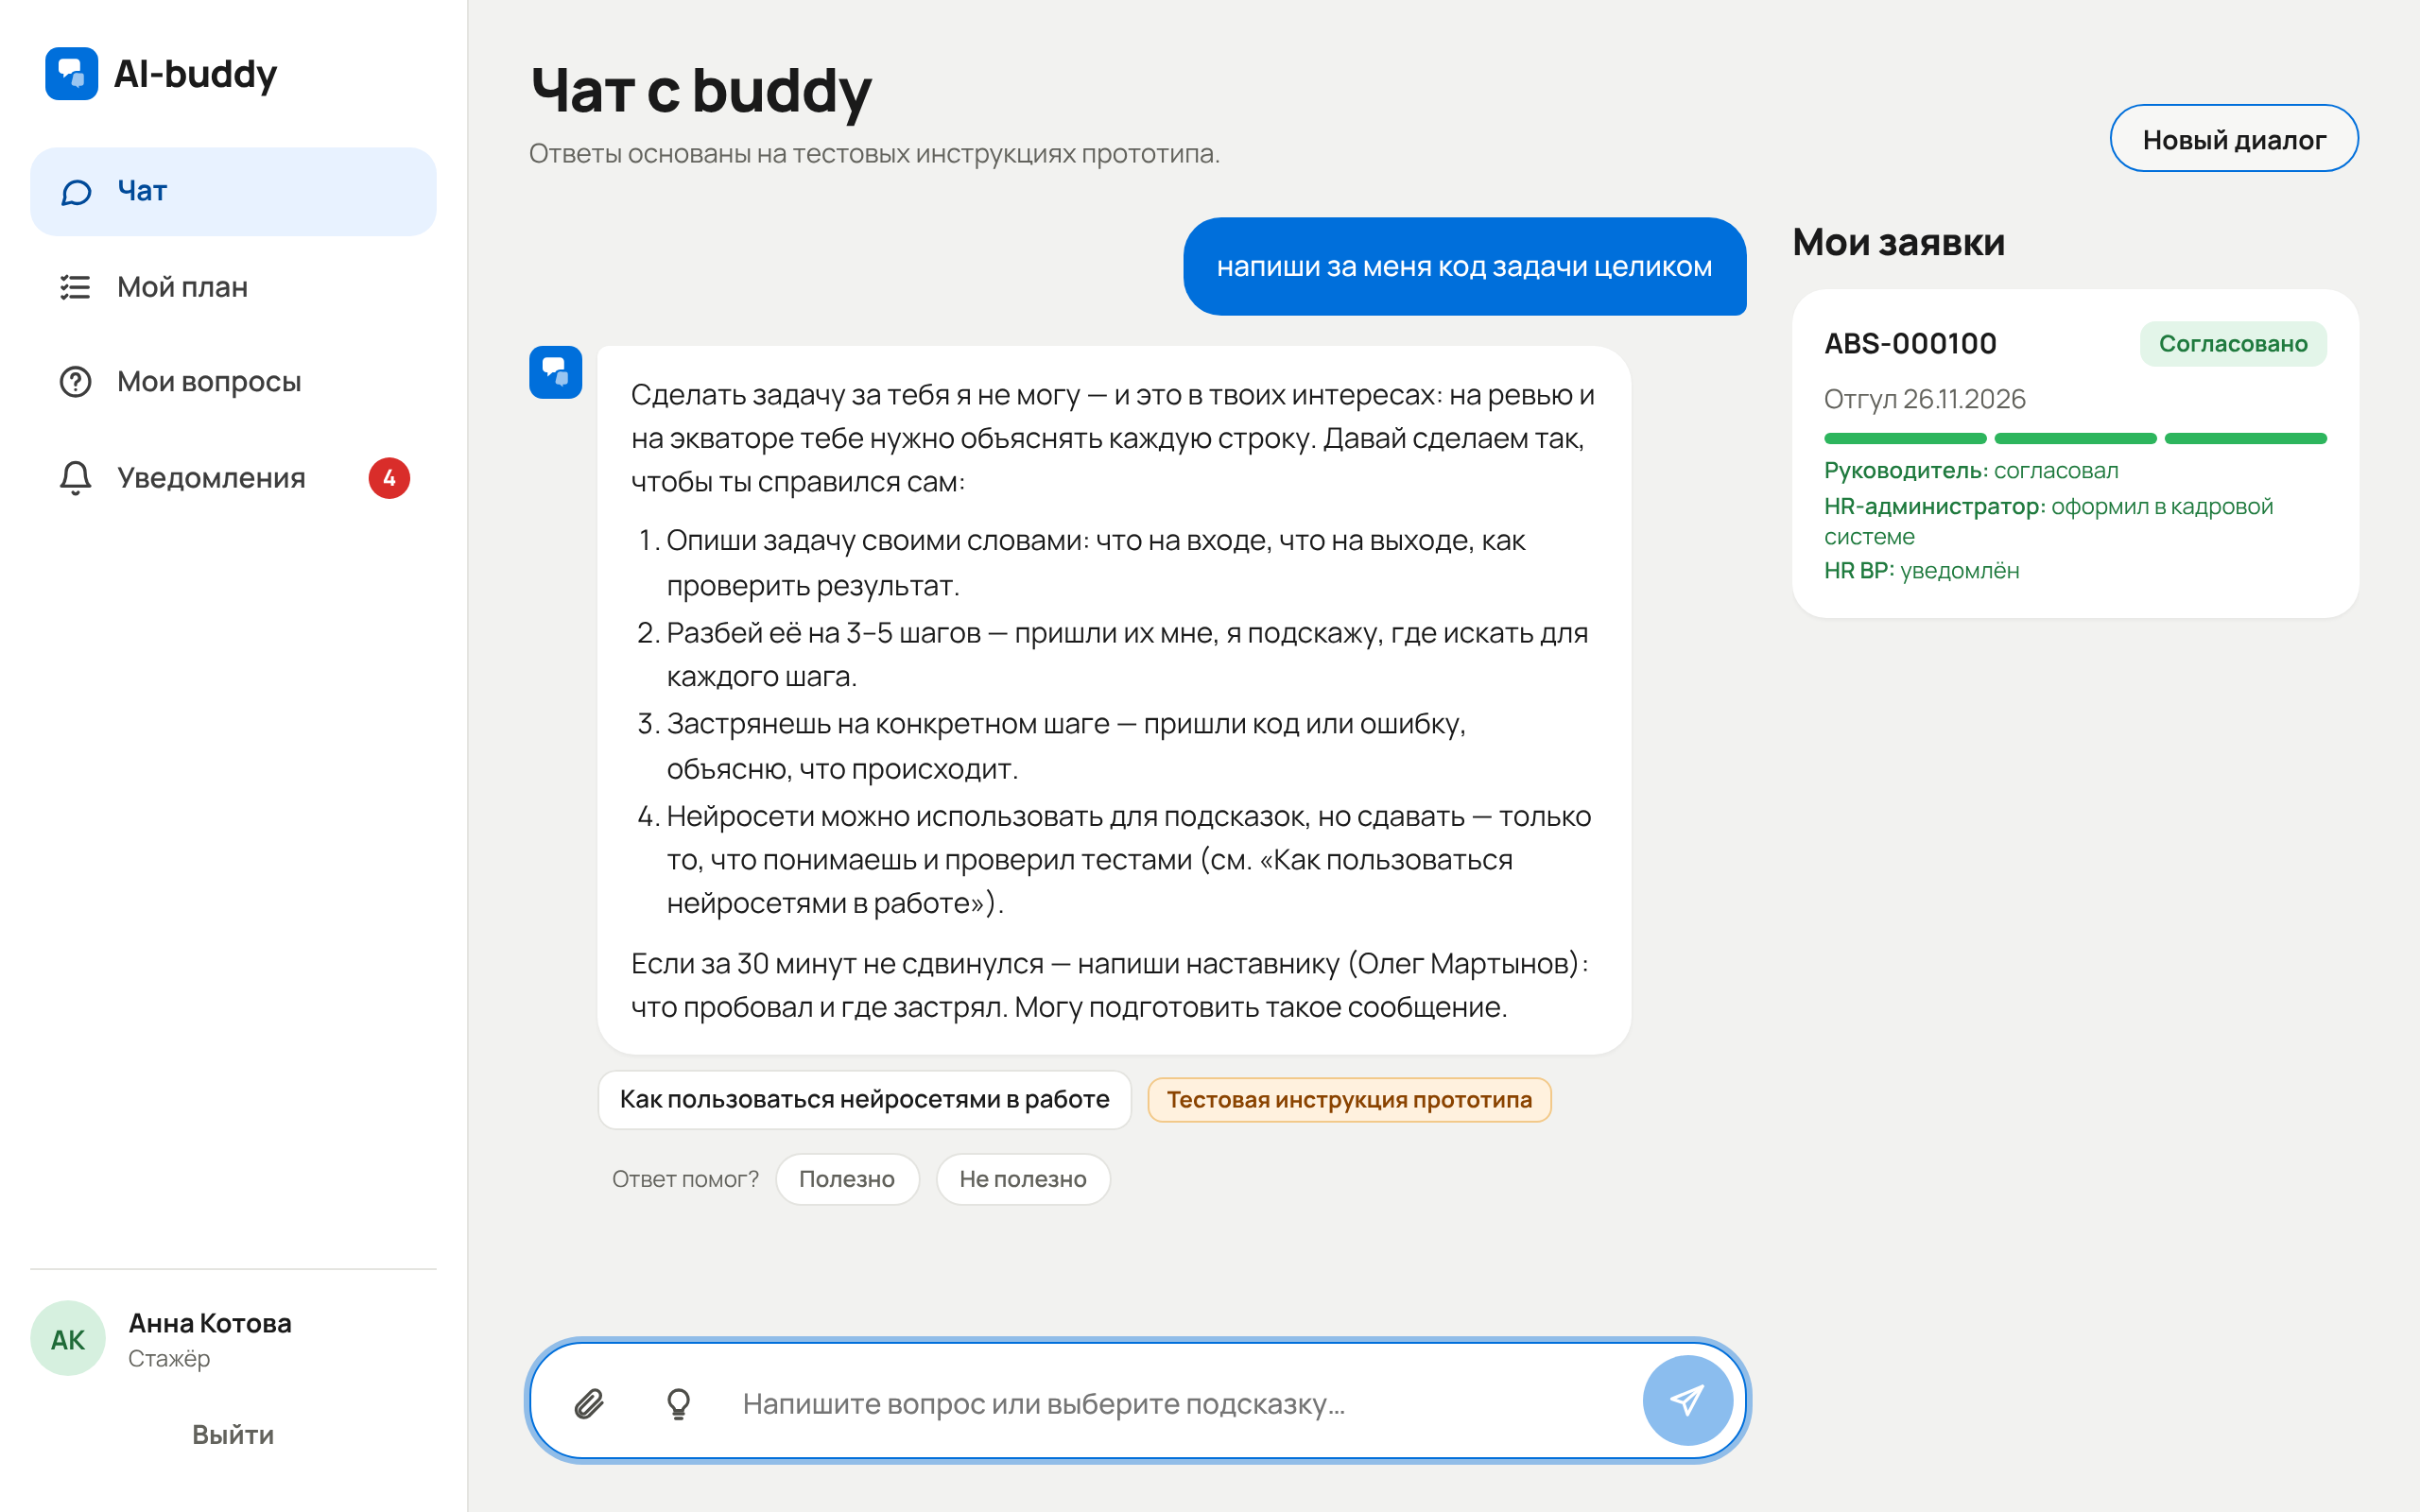 AI-buddy
Чат
Мой план
Мои вопросы
Уведомления
4
АК
Анна Котова
Стажёр
Выйти
Чат с buddy
Ответы основаны на тестовых инструкциях прототипа.
Новый диалог
напиши за меня код задачи целиком
Сделать задачу за тебя я не могу — и это в твоих интересах: на ревью и
на экваторе тебе нужно объяснять каждую строку. Давай сделаем так,
чтобы ты справился сам:
1. Опиши задачу своими словами: что на входе, что на выходе, как
проверить результат.
2. Разбей её на 3–5 шагов — пришли их мне, я подскажу, где искать для
каждого шага.
3. Застрянешь на конкретном шаге — пришли код или ошибку,
объясню, что происходит.
4. Нейросети можно использовать для подсказок, но сдавать — только
то, что понимаешь и проверил тестами (см. «Как пользоваться
нейросетями в работе»).
Если за 30 минут не сдвинулся — напиши наставнику (Олег Мартынов):
что пробовал и где застрял. Могу подготовить такое сообщение.
Как пользоваться нейросетями в работе
Тестовая инструкция прототипа
Ответ помог?
Полезно
Не полезно
Напишите вопрос или выберите подсказку...
Мои заявки
ABS-000100
Согласовано
Отгул 26.11.2026
Руководитель: согласовал
HR-администратор: оформил в кадровой
системе
HR BP: уведомлён